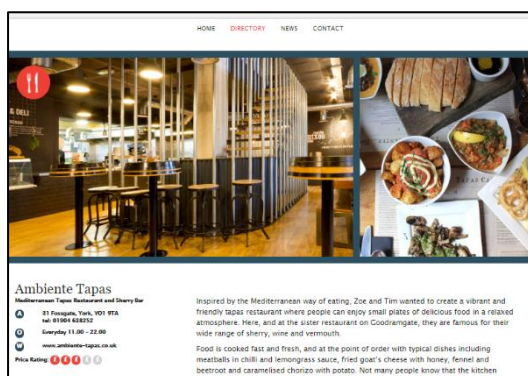 HOME DIRECTORY NEWS CONTACT
& DELI
Ambiente Tapas
Mediterranean Tapas Restaurant and Sherry Bar
A 31 Fossgate, York, YO1 9TA
tel: 01904 638252
O Everyday 11.00 - 22.00
W www.ambiente-tapas.co.uk
Price Rating: £ £ £ £ £
Inspired by the Mediterranean way of eating, Zoe and Tim wanted to create a vibrant and
friendly tapas restaurant where people can enjoy small plates of delicious food in a relaxed
atmosphere. Here, and at the sister restaurant on Goodramgate, they are famous for their
wide range of sherry, wine and vermouth.
Food is cooked fast and fresh, and at the point of order with typical dishes including
meatballs in chilli and lemongrass sauce, fried goat's cheese with honey, fennel and
beetroot and caramelised chorizo with potato. Not many people know that the kitchen